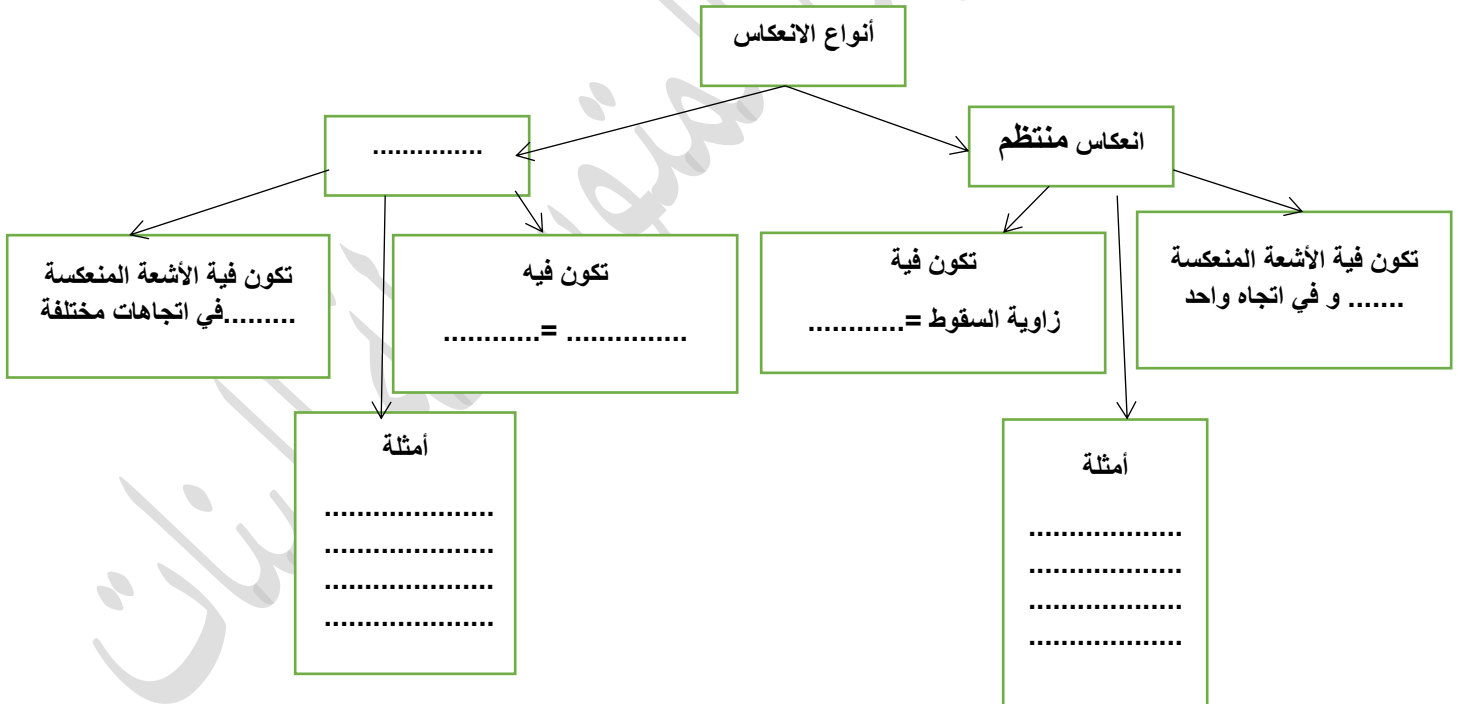 أنواع الانعكاس
انعكاس منتظم
...............
تكون فية الأشعة المنعكسة
....... و في اتجاه واحد
تكون فية
زاوية السقوط =............
تكون فيه
............... =............
تكون فية الأشعة المنعكسة
.........في اتجاهات مختلفة
أمثلة
...................
...................
...................
...................
أمثلة
.....................
.....................
.....................
.....................